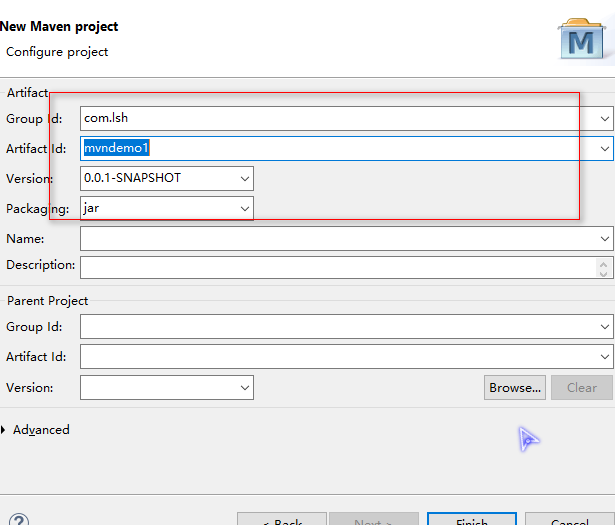 New Maven project
Configure project
M
Artifact
Group Id: com.lsh
Artifact Id: mvndemo1
Version: 0.0.1-SNAPSHOT
Packaging: jar
Name:
Description:
Parent Project
Group Id:
Artifact Id:
Version: Browse... Clear
Advanced
? < Back Next > Finish Cancel